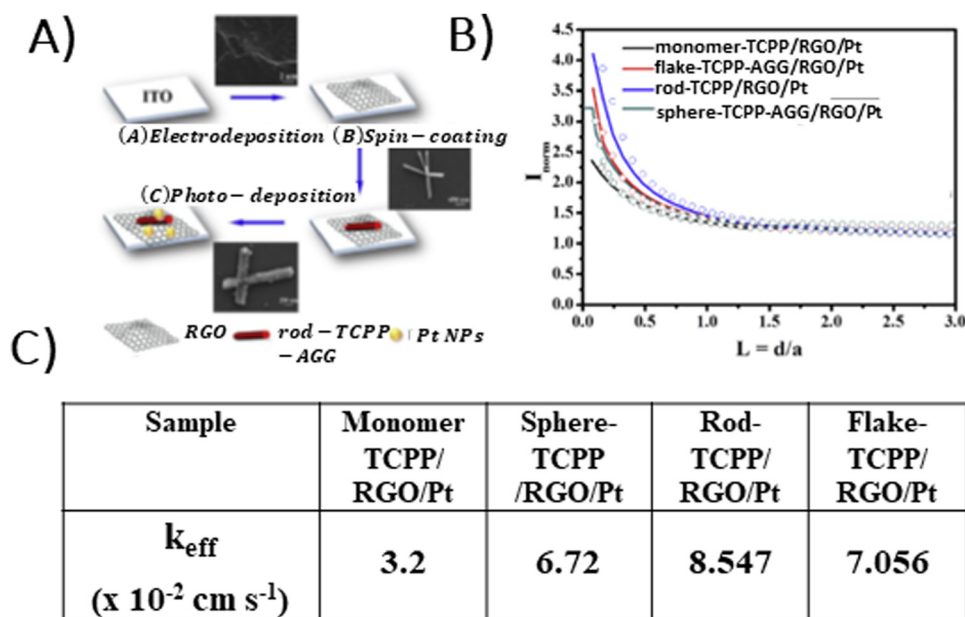 A)
ITO
(A)Electrodeposition (B)Spin-coating
(C)Photo-deposition
RGO rod-TCPP Pt NPs
-AGG
B)
monomer-TCPP/RGO/Pt
flake-TCPP-AGG/RGO/Pt
rod-TCPP/RGO/Pt
sphere-TCPP-AGG/RGO/Pt
4.5
4.0
3.5
3.0
2.5
2.0
1.5
1.0
0.5
0.0
I norm
0.0 0.5 1.0 1.5 2.0 2.5 3.0
L = d/a
C)
Sample Monomer Sphere- Rod- Flake-
TCPP/ TCPP TCPP/ TCPP/
RGO/Pt /RGO/Pt RGO/Pt RGO/Pt
keff 3.2 6.72 8.547 7.056
(x 10-2 cm s-1)